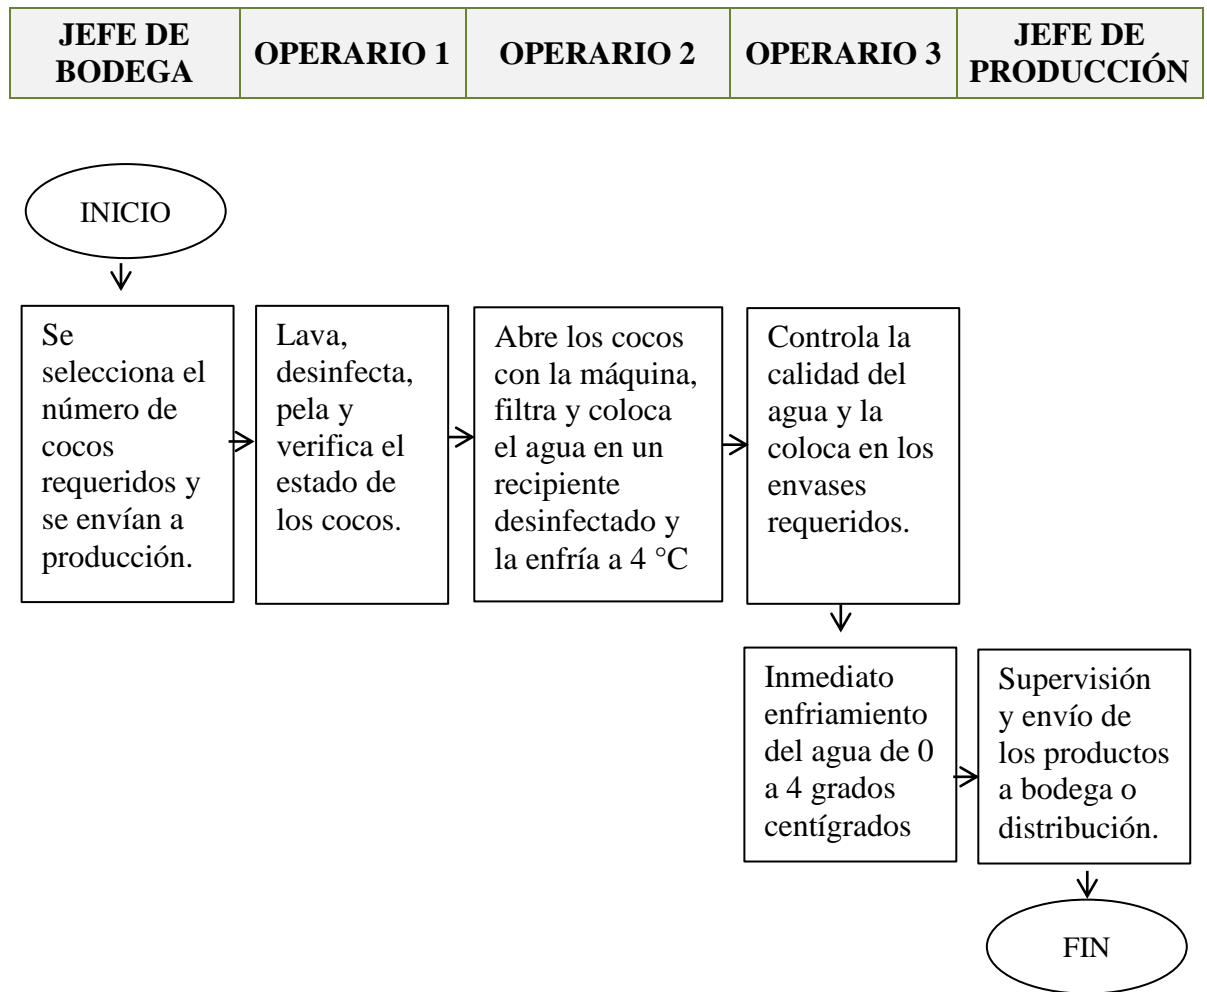 JEFE DE
BODEGA
OPERARIO 1
OPERARIO 2
OPERARIO 3
JEFE DE
PRODUCCIÓN
INICIO
Se
selecciona el
número de
cocos
requeridos y
se envían a
producción.
Lava,
desinfecta,
pela y
verifica el
estado de
los cocos.
Abre los cocos
con la máquina,
filtra y coloca
el agua en un
recipiente
desinfectado y
la enfría a 4 °C
Controla la
calidad del
agua y la
coloca en los
envases
requeridos.
Inmediato
enfriamiento
del agua de 0
a 4 grados
centígrados
Supervisión
y envío de
los productos
a bodega o
distribución.
FIN